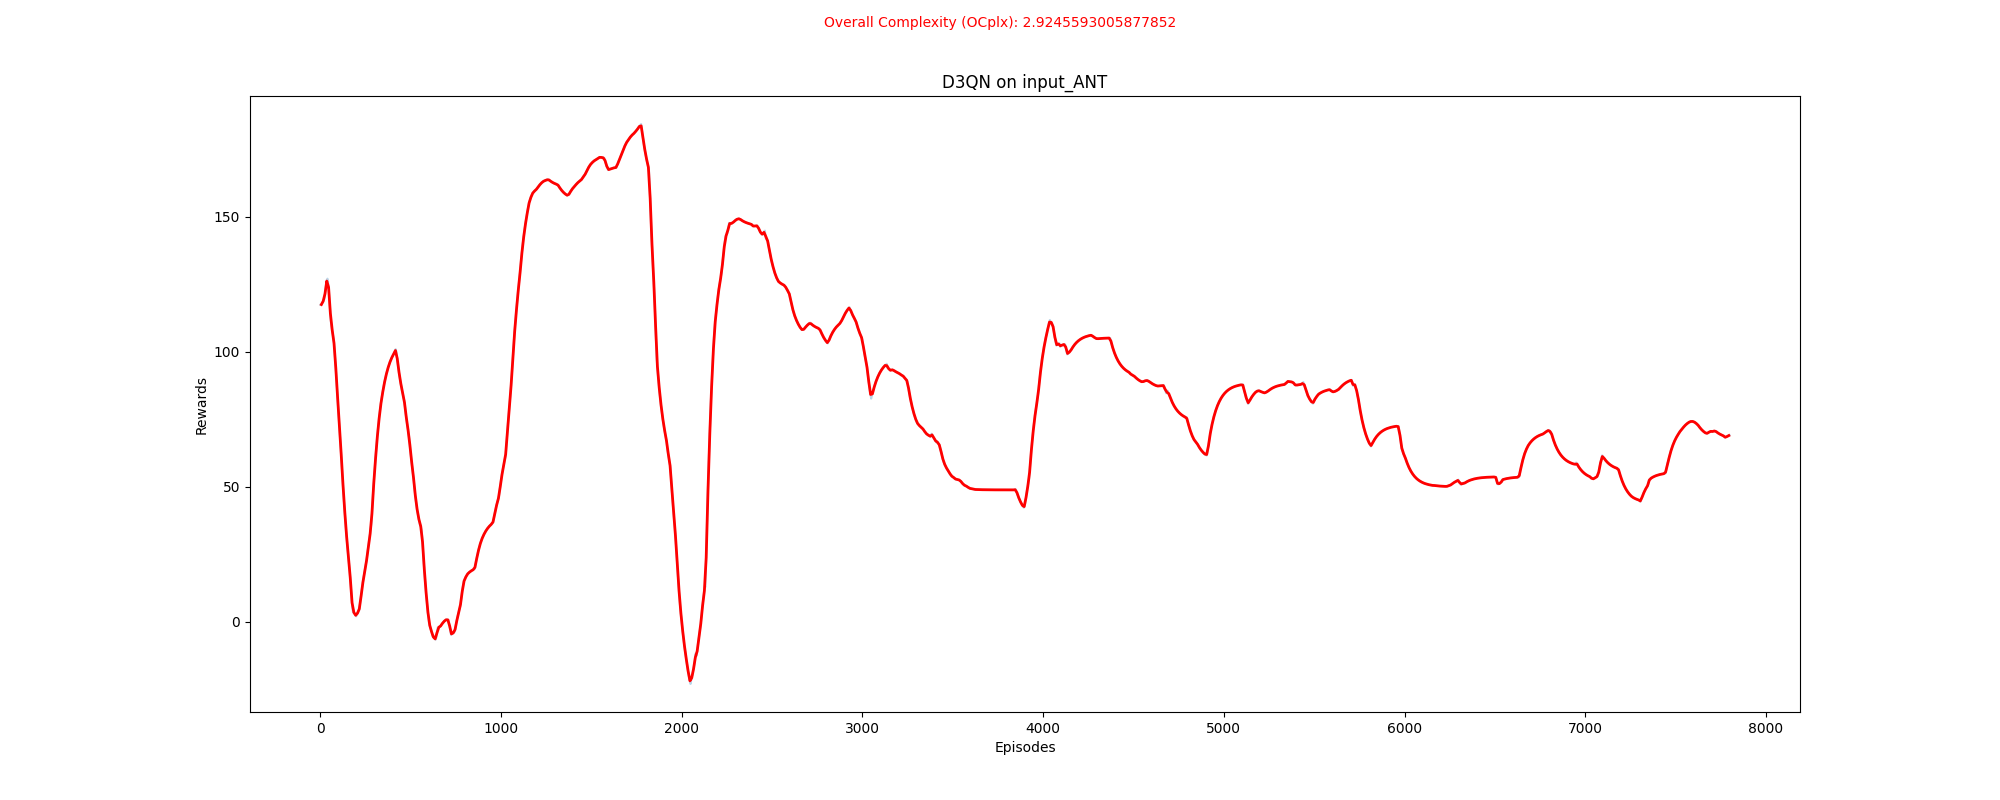 Overall Complexity (OCplx): 2.9245593005877852
D3QN on input_ANT
150
100
50
0
Rewards
0 1000 2000 3000 4000 5000 6000 7000 8000
Episodes